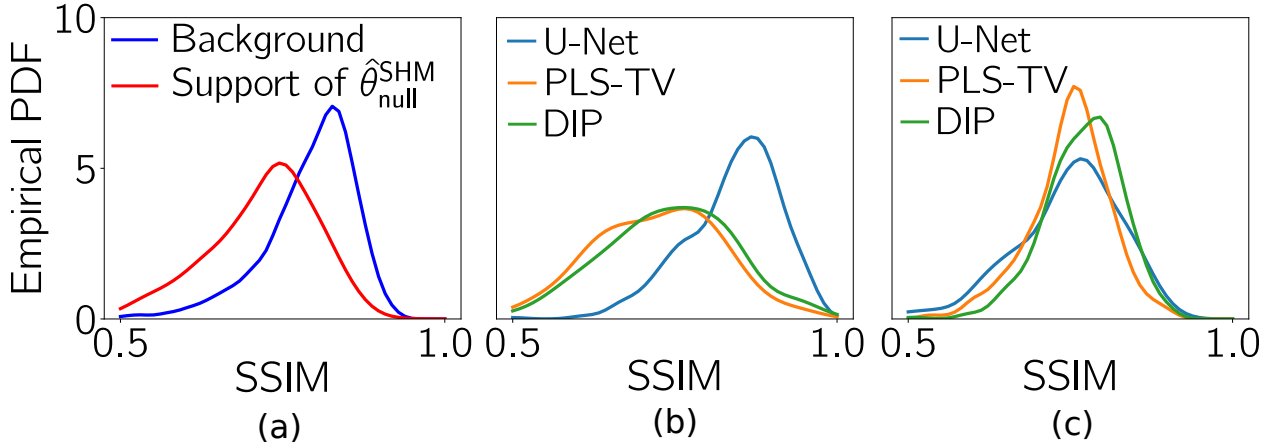 10
5
0
Empirical PDF
Background
Support of θ̂ SHM null
0.5 1.0
SSIM
(a)
U-Net
PLS-TV
DIP
0.5 1.0
SSIM
(b)
U-Net
PLS-TV
DIP
0.5 1.0
SSIM
(c)